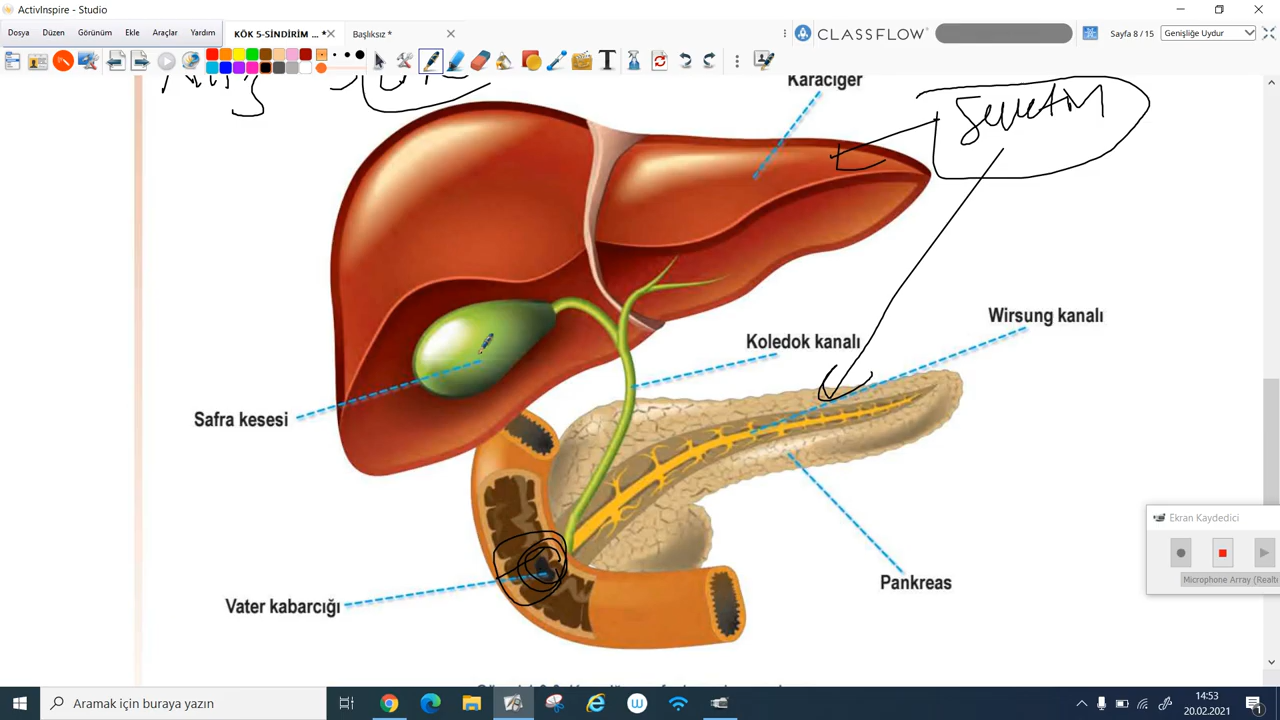 ActivInspire - Studio
Dosya Düzen Görünüm Ekle Araçlar Yardım
KÖK 5-SİNDİRİM ...* Başlıksız *
CLASSFLOW
Sayfa 8 / 15
Genişliğe Uydur
Karaciğer
Wirsung kanalı
Koledok kanalı
Safra kesesi
Ekran Kaydedici
Microphone Array (Realte
Pankreas
Vater kabarcığı
Aramak için buraya yazın
14:53
20.02.2021